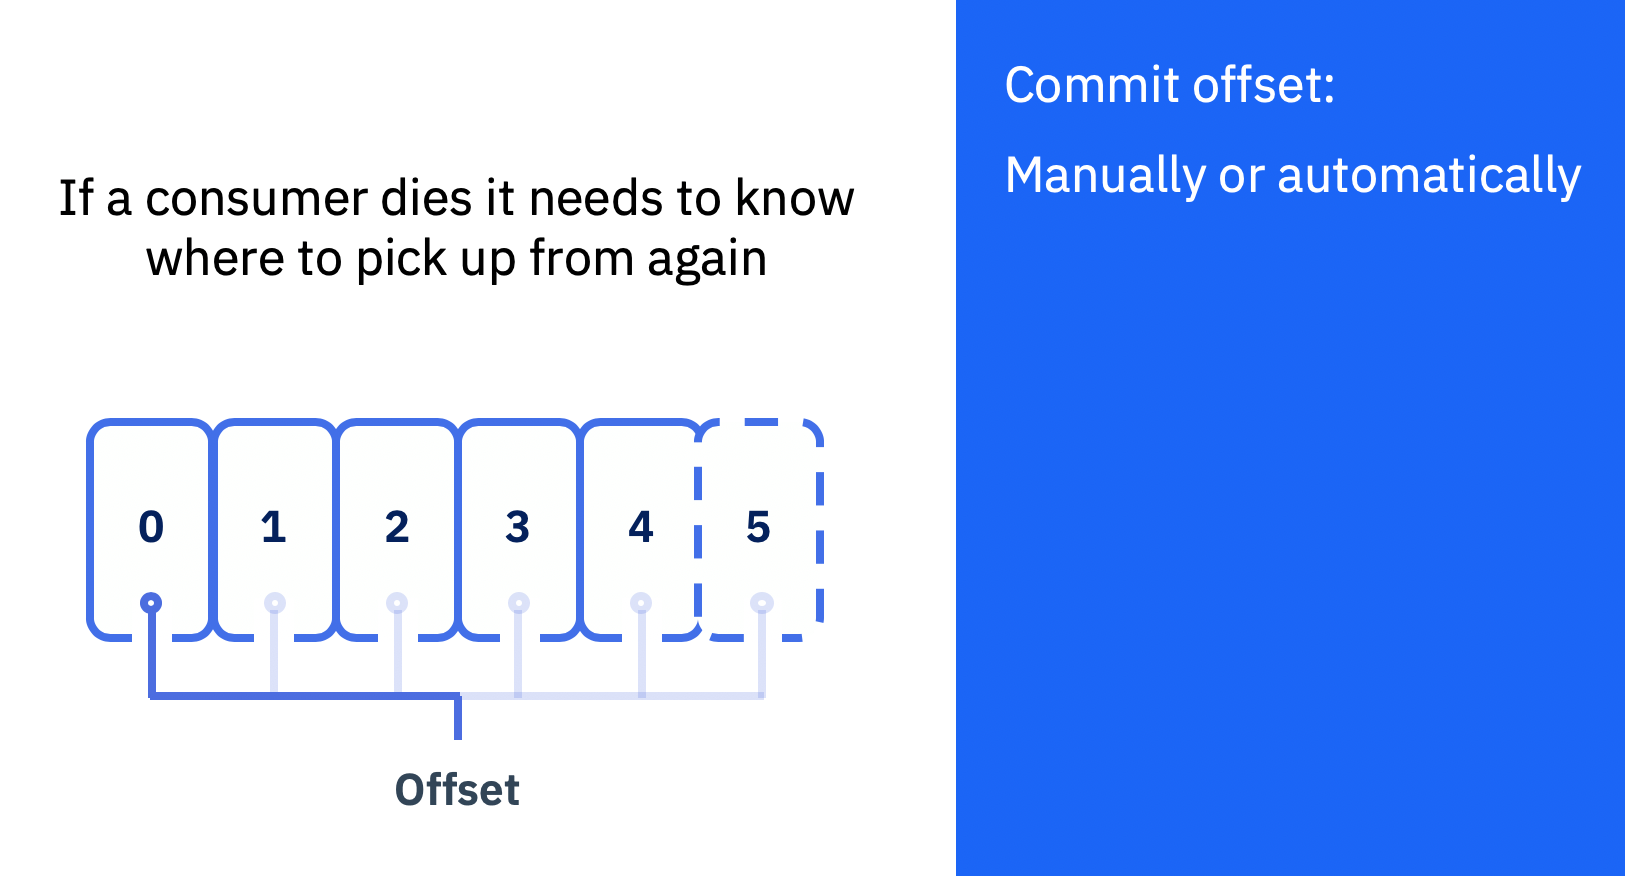 If a consumer dies it needs to know
where to pick up from again
0 1 2 3 4 5
Offset
Commit offset:
Manually or automatically